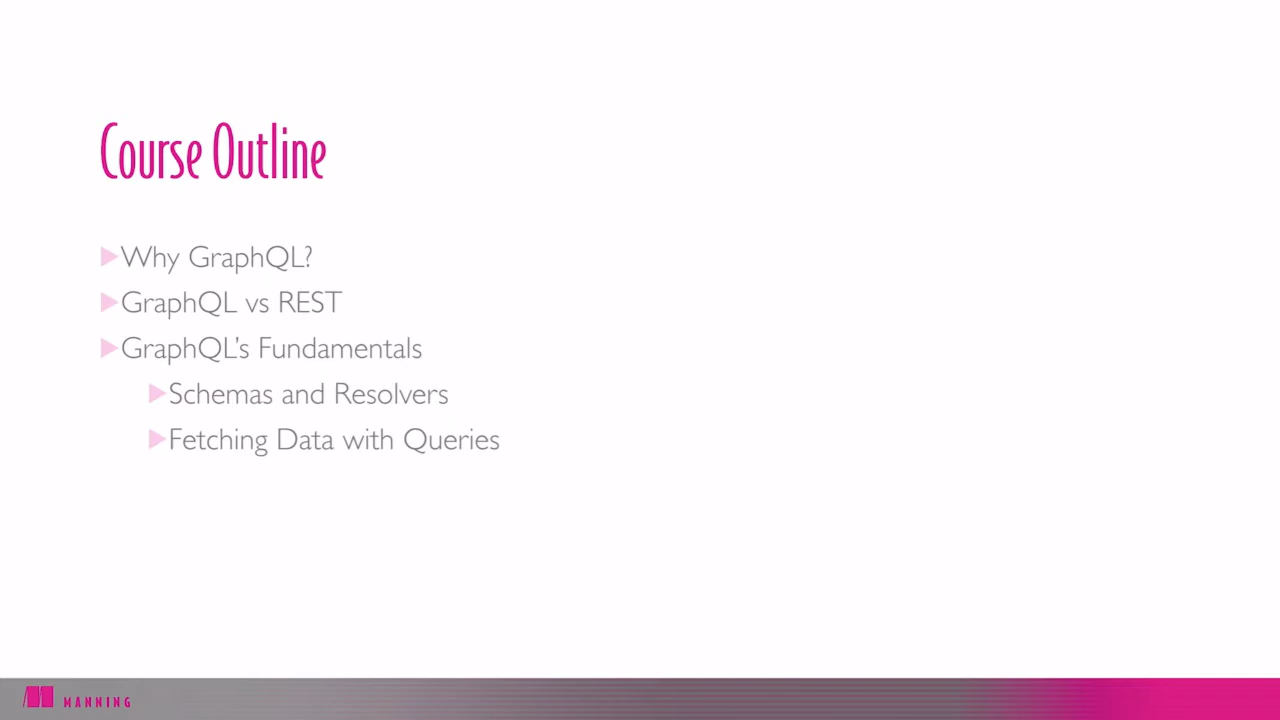 Course Outline
Why GraphQL?
GraphQL vs REST
GraphQL's Fundamentals
Schemas and Resolvers
Fetching Data with Queries
MANNING